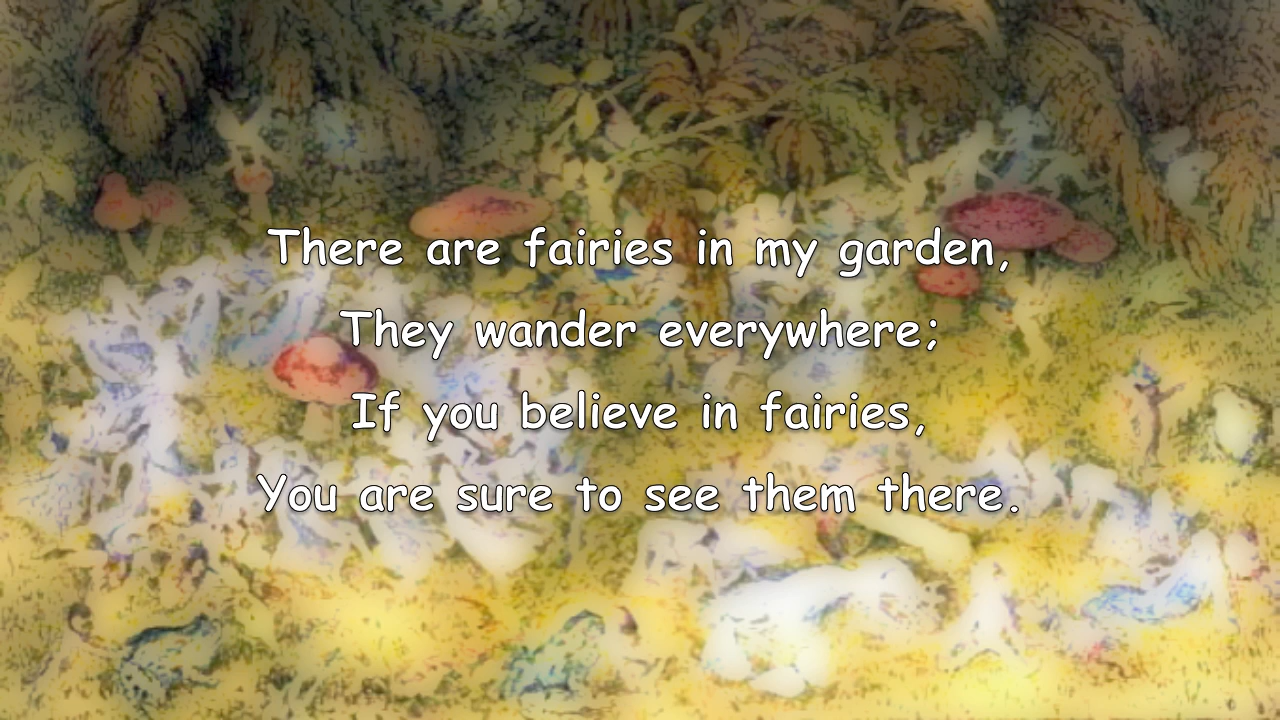 There are fairies in my garden,
They wander everywhere;
If you believe in fairies,
You are sure to see them there.